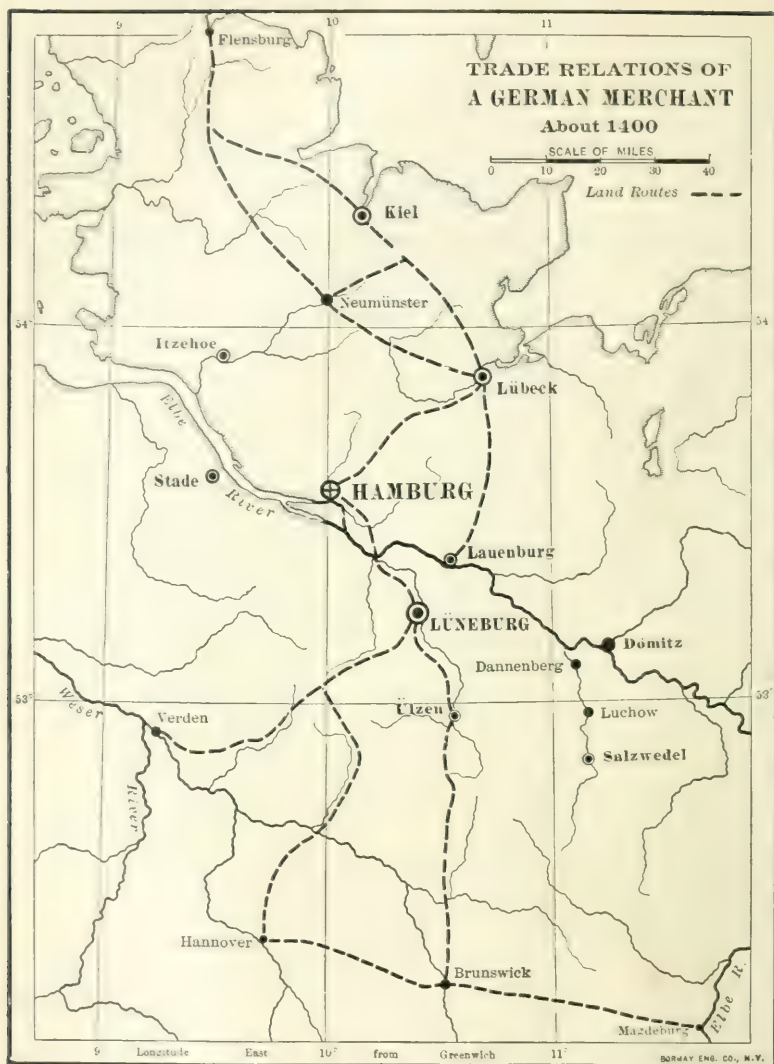 9 10 11
Flensburg
TRADE RELATIONS OF
A GERMAN MERCHANT
About 1400
SCALE OF MILES
0 10 20 30 40
Land Routes
Kiel
Neumünster
54 54
Itzehoe
Lübeck
Elbe
River
Stade
HAMBURG
Lauenburg
LÜNEBURG
Dömitz
Dannenberg
53° 53°
Weser
River
Verden
Ülzen
Luchow
Salzwedel
Hannover
Brunswick
Magdeburg
Elbe R.
9 Longitude East 10° from Greenwich 11°
BORMAY ENG. CO., N.Y.